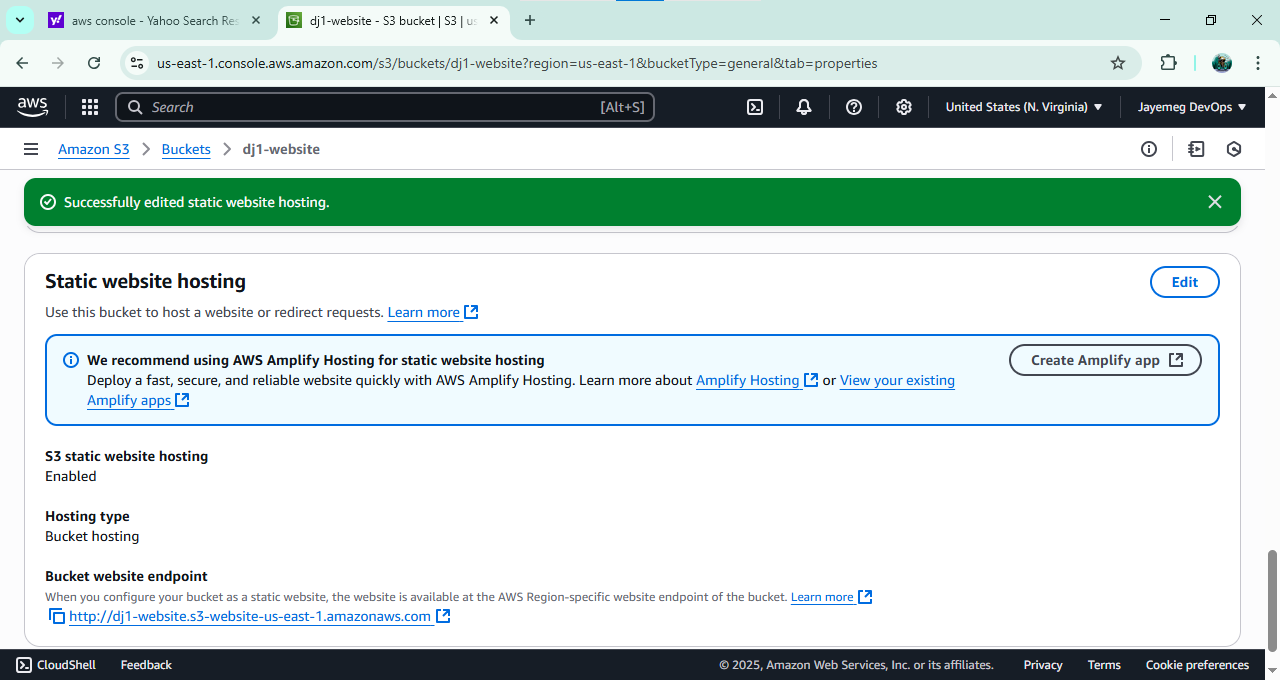 aws console - Yahoo Search Res
dj1-website - S3 bucket | S3 | us
us-east-1.console.aws.amazon.com/s3/buckets/dj1-website?region=us-east-1&bucketType=general&tab=properties
aws
Search
[Alt+S]
United States (N. Virginia)
Jayemeg DevOps
Amazon S3
Buckets
dj1-website
Successfully edited static website hosting.
Static website hosting
Edit
Use this bucket to host a website or redirect requests. Learn more
We recommend using AWS Amplify Hosting for static website hosting
Create Amplify app
Deploy a fast, secure, and reliable website quickly with AWS Amplify Hosting. Learn more about Amplify Hosting or View your existing
Amplify apps
S3 static website hosting
Enabled
Hosting type
Bucket hosting
Bucket website endpoint
When you configure your bucket as a static website, the website is available at the AWS Region-specific website endpoint of the bucket. Learn more
http://dj1-website.s3-website-us-east-1.amazonaws.com
CloudShell
Feedback
© 2025, Amazon Web Services, Inc. or its affiliates.
Privacy
Terms
Cookie preferences